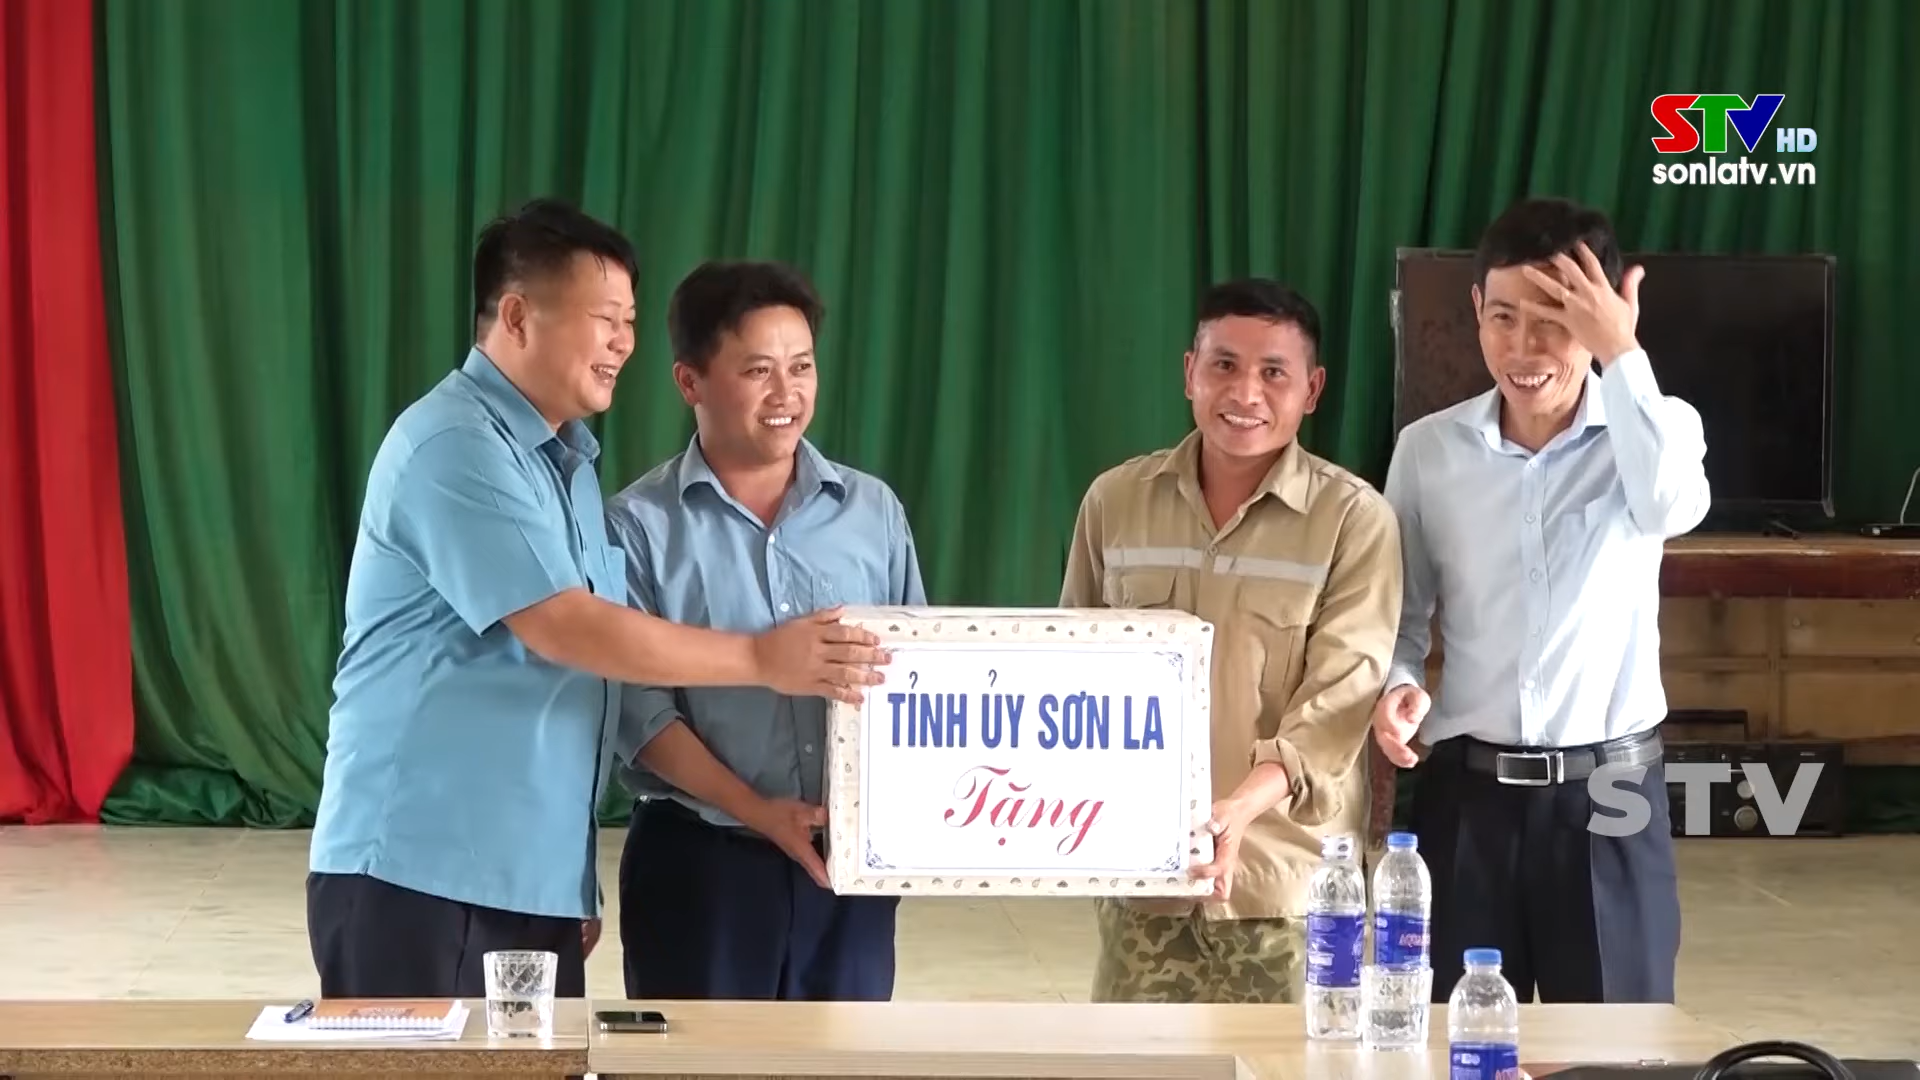 STV HD
sonlatv.vn
TỈNH ỦY SƠN LA
Tặng
STV